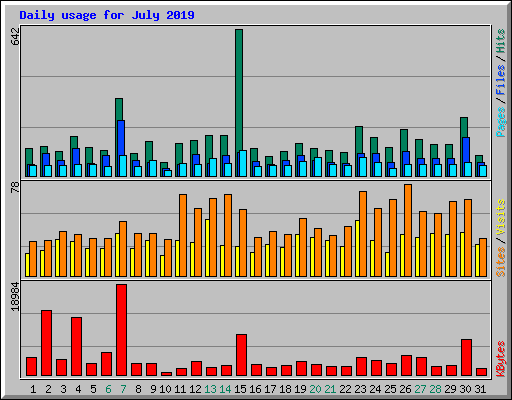 Daily usage for July 2019
642
Pages / Files / Hits
78
Sites / Visits
18984
KBytes
1 2 3 4 5 6 7 8 9 10 11 12 13 14 15 16 17 18 19 20 21 22 23 24 25 26 27 28 29 30 31